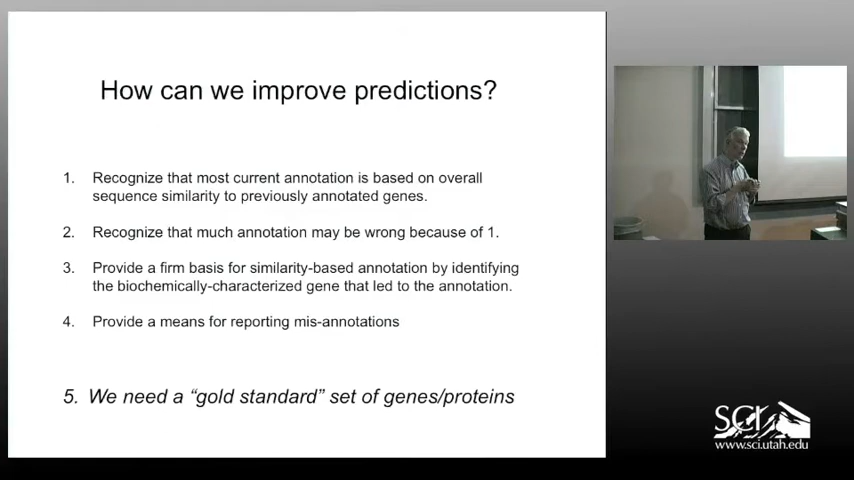 How can we improve predictions?
1. Recognize that most current annotation is based on overall
sequence similarity to previously annotated genes.
2. Recognize that much annotation may be wrong because of 1.
3. Provide a firm basis for similarity-based annotation by identifying
the biochemically-characterized gene that led to the annotation.
4. Provide a means for reporting mis-annotations
5. We need a “gold standard” set of genes/proteins
SCI
www.sci.utah.edu